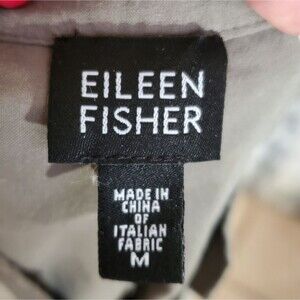 EILEEN
FISHER
MADE IN
CHINA
OF
ITALIAN
FABRIC
M